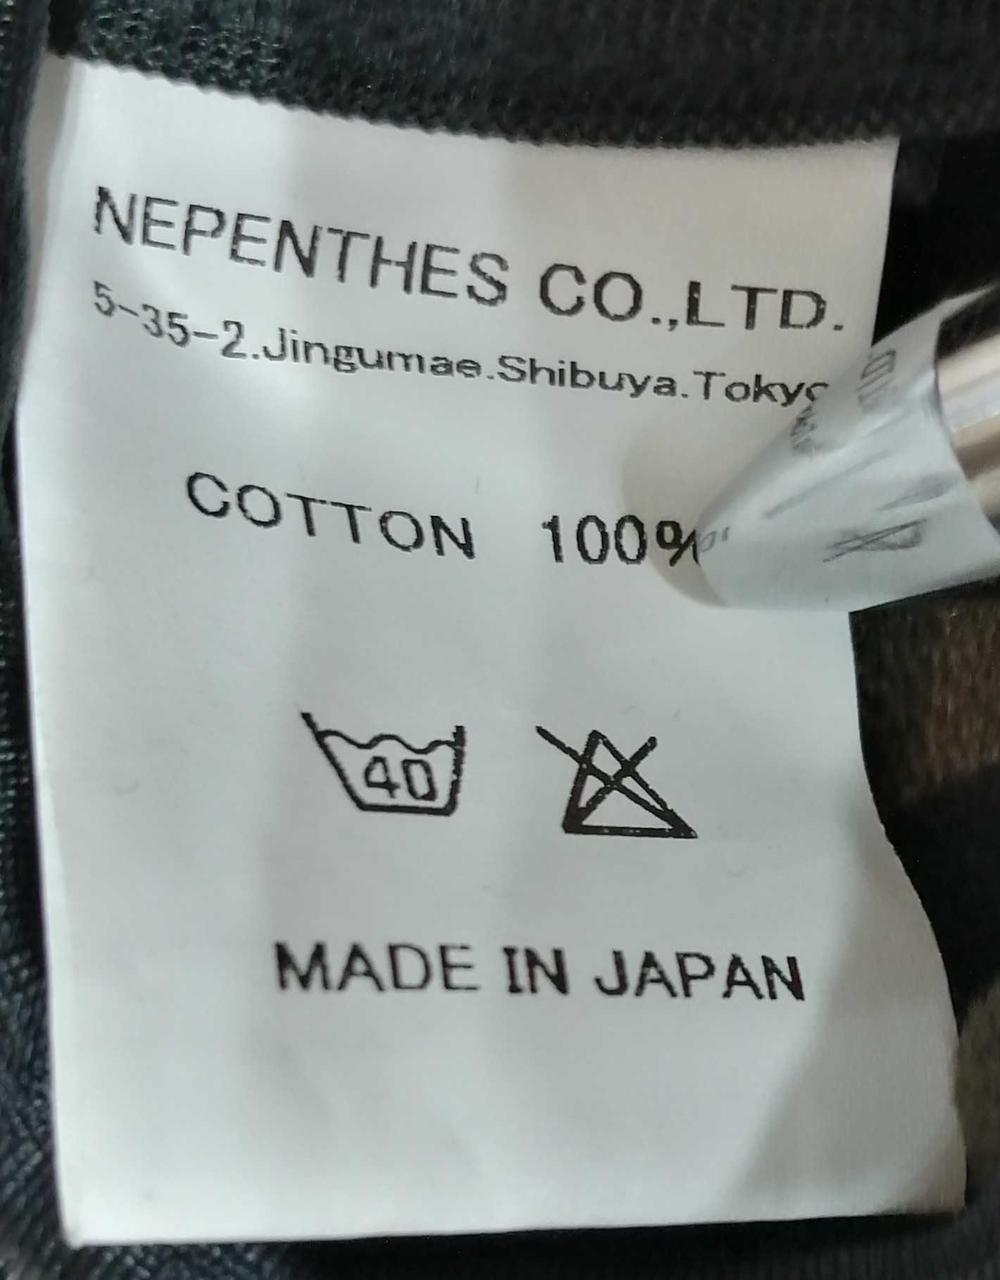 NEPENTHES CO.,LTD.
5-35-2.Jingumae.Shibuya.Tokyo
COTTON 100%
40
MADE IN JAPAN